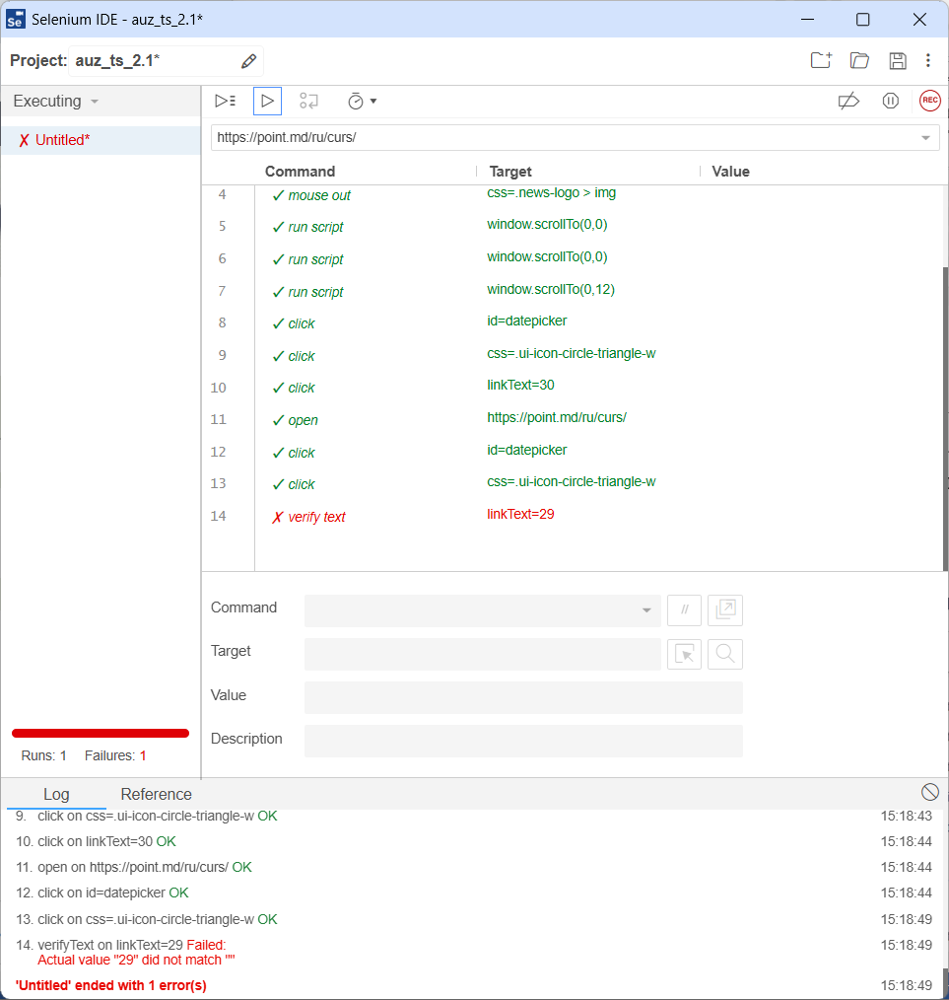 Selenium IDE - auz_ts_2.1*
Project: auz_ts_2.1*
Executing
REC
✗ Untitled*
https://point.md/ru/curs/
Command Target Value
4 ✓ mouse out css=.news-logo > img
5 ✓ run script window.scrollTo(0,0)
6 ✓ run script window.scrollTo(0,0)
7 ✓ run script window.scrollTo(0,12)
8 ✓ click id=datepicker
9 ✓ click css=.ui-icon-circle-triangle-w
10 ✓ click linkText=30
11 ✓ open https://point.md/ru/curs/
12 ✓ click id=datepicker
13 ✓ click css=.ui-icon-circle-triangle-w
14 ✗ verify text linkText=29
Command //
Target
Value
Description
Runs: 1 Failures: 1
Log Reference
9. click on css=.ui-icon-circle-triangle-w OK 15:18:43
10. click on linkText=30 OK 15:18:44
11. open on https://point.md/ru/curs/ OK 15:18:44
12. click on id=datepicker OK 15:18:44
13. click on css=.ui-icon-circle-triangle-w OK 15:18:49
14. verifyText on linkText=29 Failed: 15:18:49
Actual value "29" did not match ""
'Untitled' ended with 1 error(s) 15:18:49